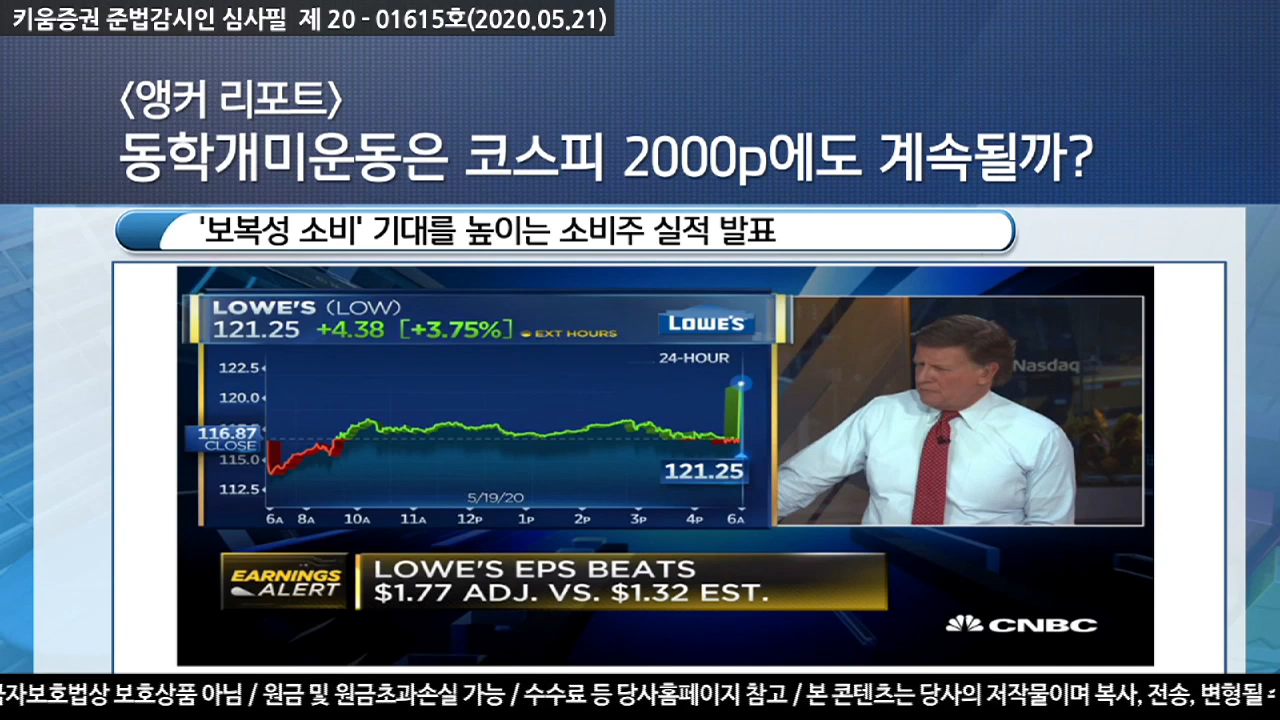 키움증권 준법감시인 심사필 제 20 - 01615호(2020.05.21)
<앵커 리포트>
동학개미운동은 코스피 2000p에도 계속될까?
'보복성 소비' 기대를 높이는 소비주 실적 발표
LOWE'S (LOW)
121.25 +4.38 [+3.75%] EXT HOURS
LOWE'S
24-HOUR
Nasdaq
122.5
120.0
116.87
CLOSE
115.0
112.5
121.25
5/19/20
6A 8A 10A 11A 12P 1P 2P 3P 4P 6A
EARNINGS
ALERT
LOWE'S EPS BEATS
$1.77 ADJ. VS. $1.32 EST.
CNBC
자보호법상 보호상품 아님 / 원금 및 원금초과손실 가능 / 수수료 등 당사홈페이지 참고 / 본 콘텐츠는 당사의 저작물이며 복사, 전송, 변형될